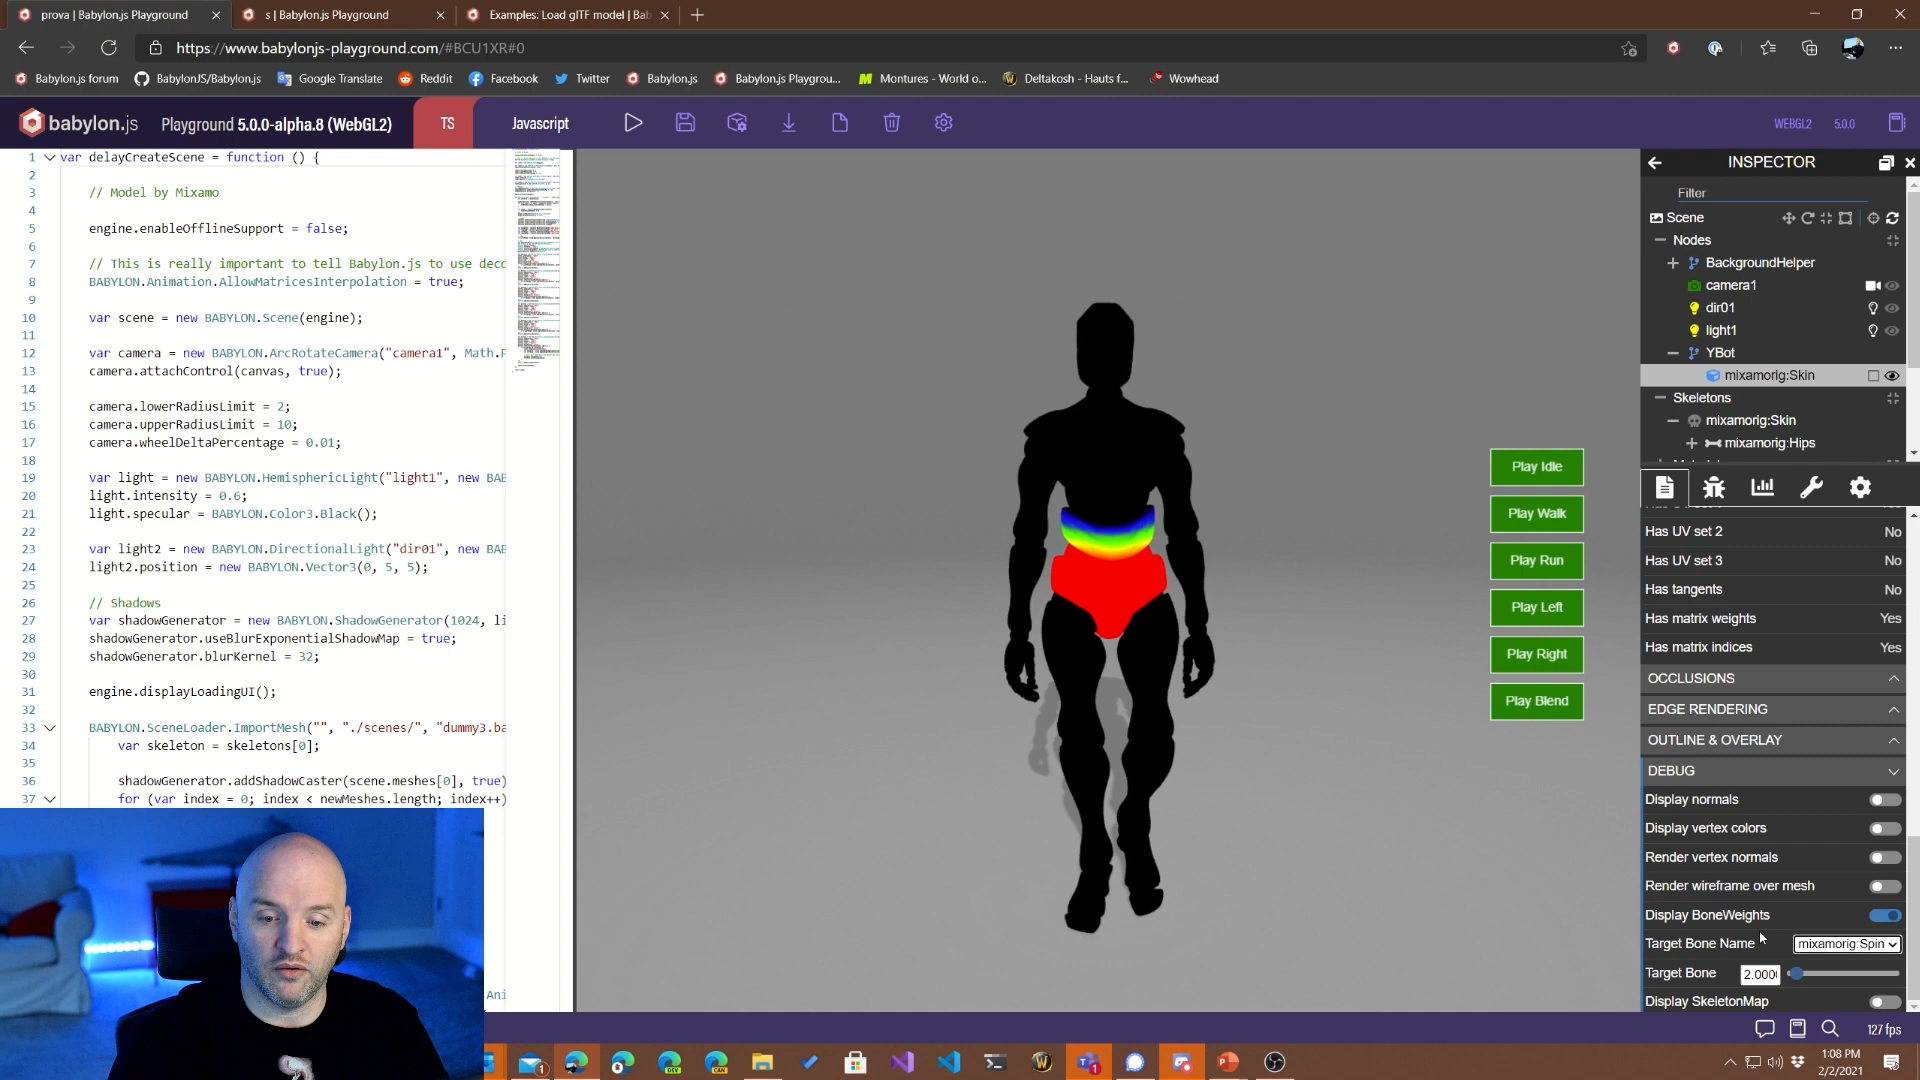 prova | Babylon.js Playground
s | Babylon.js Playground
Examples: Load glTF model | Bab
https://www.babylonjs-playground.com/#BCU1XR#0
Babylon.js forum
BabylonJS/Babylon.js
Google Translate
Reddit
Facebook
Twitter
Babylon.js
Babylon.js Playgrou...
Montures - World o...
Deltakosh - Hauts f...
Wowhead
babylon.js
Playground 5.0.0-alpha.8 (WebGL2)
TS
Javascript
WEBGL2
5.0.0
1 var delayCreateScene = function () {
2
3 // Model by Mixamo
4
5 engine.enableOfflineSupport = false;
6
7 // This is really important to tell Babylon.js to use deco
8 BABYLON.Animation.AllowMatricesInterpolation = true;
9
10 var scene = new BABYLON.Scene(engine);
11
12 var camera = new BABYLON.ArcRotateCamera("camera1", Math.P
13 camera.attachControl(canvas, true);
14
15 camera.lowerRadiusLimit = 2;
16 camera.upperRadiusLimit = 10;
17 camera.wheelDeltaPercentage = 0.01;
18
19 var light = new BABYLON.HemisphericLight("light1", new BAB
20 light.intensity = 0.6;
21 light.specular = BABYLON.Color3.Black();
22
23 var light2 = new BABYLON.DirectionalLight("dir01", new BAB
24 light2.position = new BABYLON.Vector3(0, 5, 5);
25
26 // Shadows
27 var shadowGenerator = new BABYLON.ShadowGenerator(1024, li
28 shadowGenerator.useBlurExponentialShadowMap = true;
29 shadowGenerator.blurKernel = 32;
30
31 engine.displayLoadingUI();
32
33 BABYLON.SceneLoader.ImportMesh("", "./scenes/", "dummy3.ba
34 var skeleton = skeletons[0];
35
36 shadowGenerator.addShadowCaster(scene.meshes[0], true)
37 for (var index = 0; index < newMeshes.length; index++)
Ani
Play Idle
Play Walk
Play Run
Play Left
Play Right
Play Blend
INSPECTOR
Filter
Scene
Nodes
BackgroundHelper
camera1
dir01
light1
YBot
mixamorig:Skin
Skeletons
mixamorig:Skin
mixamorig:Hips
Has UV set 2 No
Has UV set 3 No
Has tangents No
Has matrix weights Yes
Has matrix indices Yes
OCCLUSIONS
EDGE RENDERING
OUTLINE & OVERLAY
DEBUG
Display normals
Display vertex colors
Render vertex normals
Render wireframe over mesh
Display BoneWeights
Target Bone Name mixamorig:Spin
Target Bone 2.000
Display SkeletonMap
127 fps
DEV
CAN
1:08 PM
2/2/2021